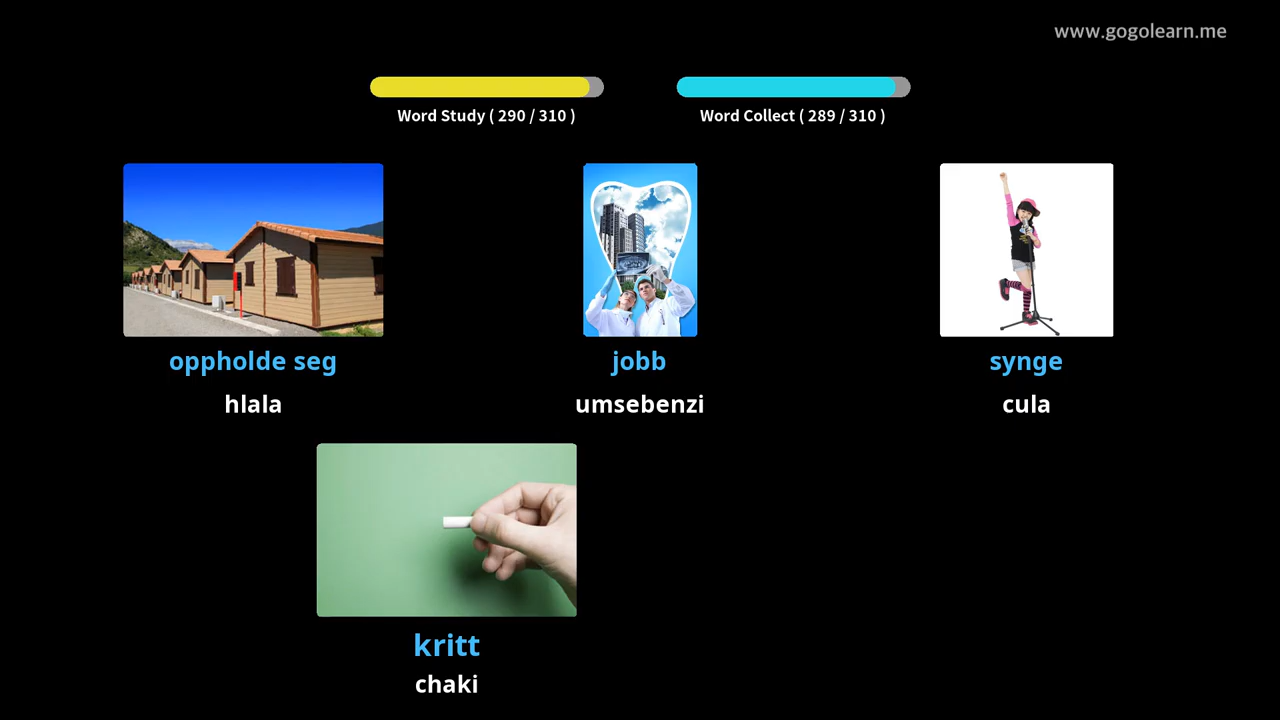 www.gogolearn.me
Word Study ( 290 / 310 )
Word Collect ( 289 / 310 )
oppholde seg
hlala
jobb
umsebenzi
synge
cula
kritt
chaki